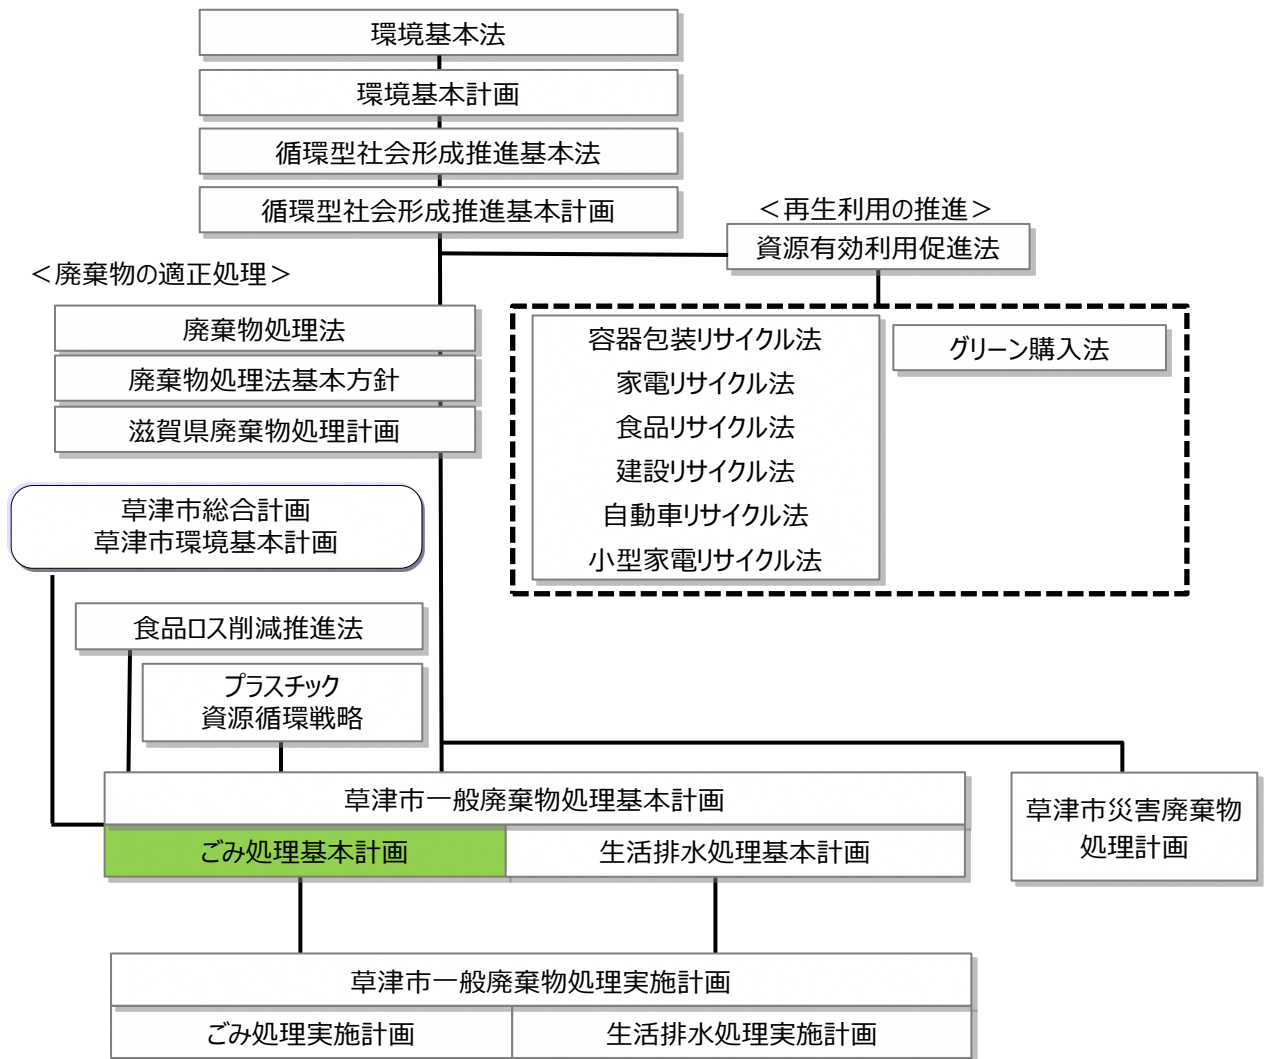 環境基本法
環境基本計画
循環型社会形成推進基本法
循環型社会形成推進基本計画
＜再生利用の推進＞
資源有効利用促進法
＜廃棄物の適正処理＞
廃棄物処理法
廃棄物処理法基本方針
滋賀県廃棄物処理計画
容器包装リサイクル法
家電リサイクル法
食品リサイクル法
建設リサイクル法
自動車リサイクル法
小型家電リサイクル法
グリーン購入法
草津市総合計画
草津市環境基本計画
食品ロス削減推進法
プラスチック
資源循環戦略
草津市一般廃棄物処理基本計画
ごみ処理基本計画
生活排水処理基本計画
草津市災害廃棄物
処理計画
草津市一般廃棄物処理実施計画
ごみ処理実施計画
生活排水処理実施計画